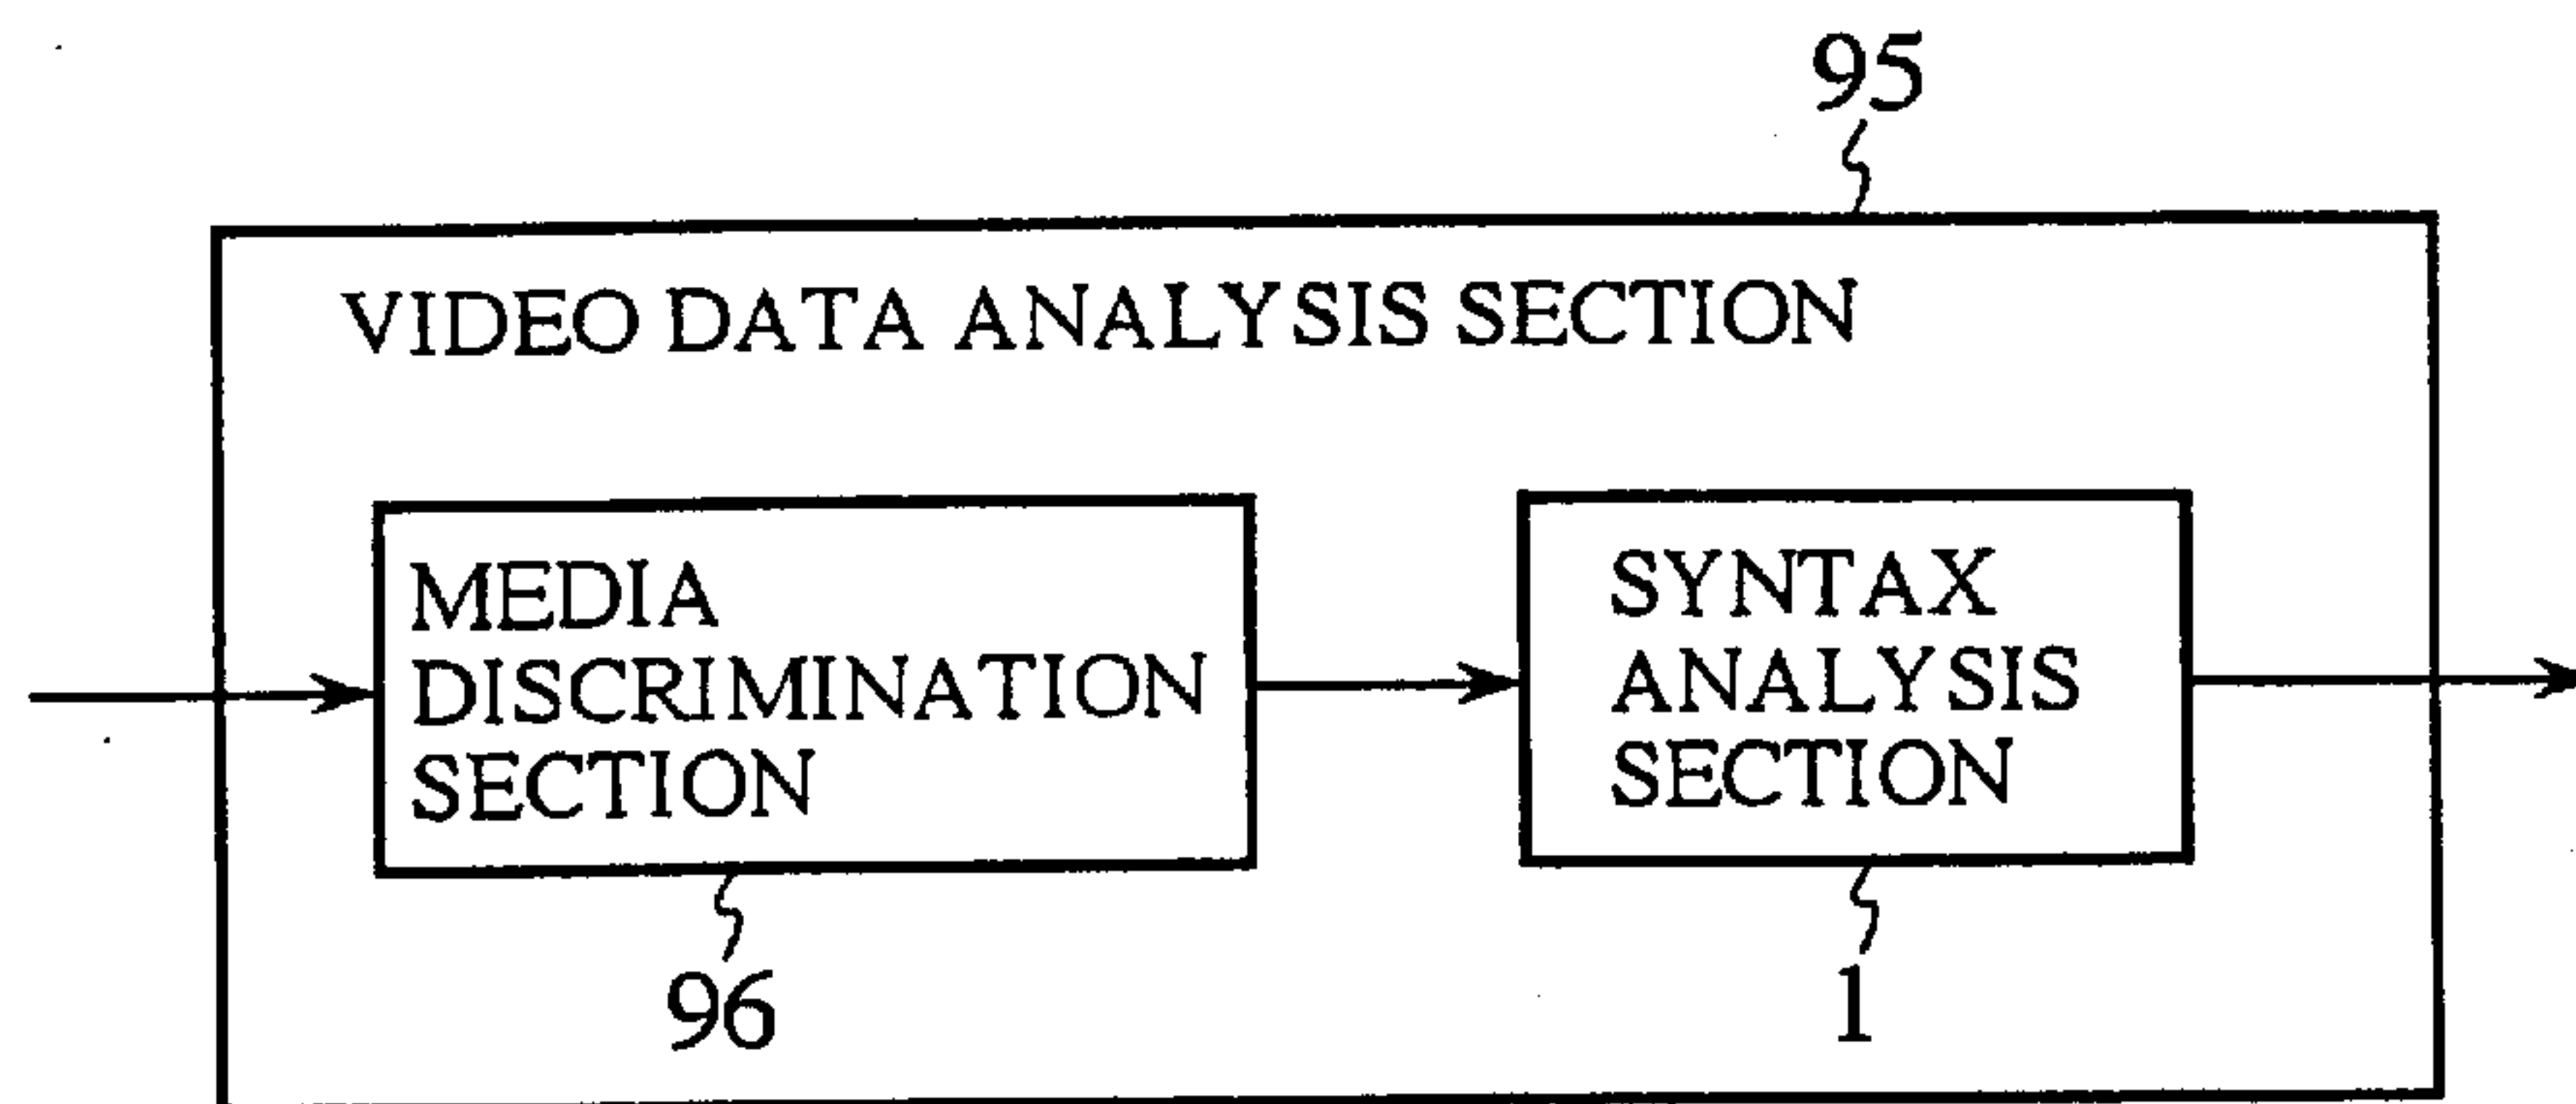 95
VIDEO DATA ANALYSIS SECTION
MEDIA
DISCRIMINATION
SECTION
SYNTAX
ANALYSIS
SECTION
96
1